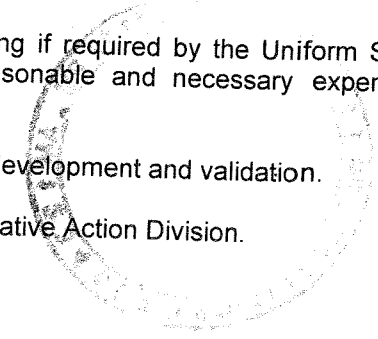 ng if required by the Uniform S
sonable and necessary exper
evelopment and validation.
ative Action Division.